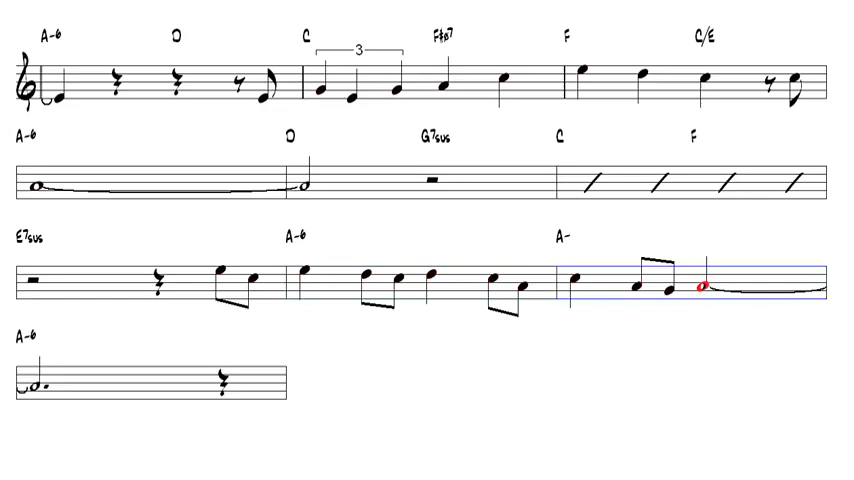 A-6 D C F#ø7 F C/E
3
A-6 D G7sus C F
E7sus A-6 A-
A-6